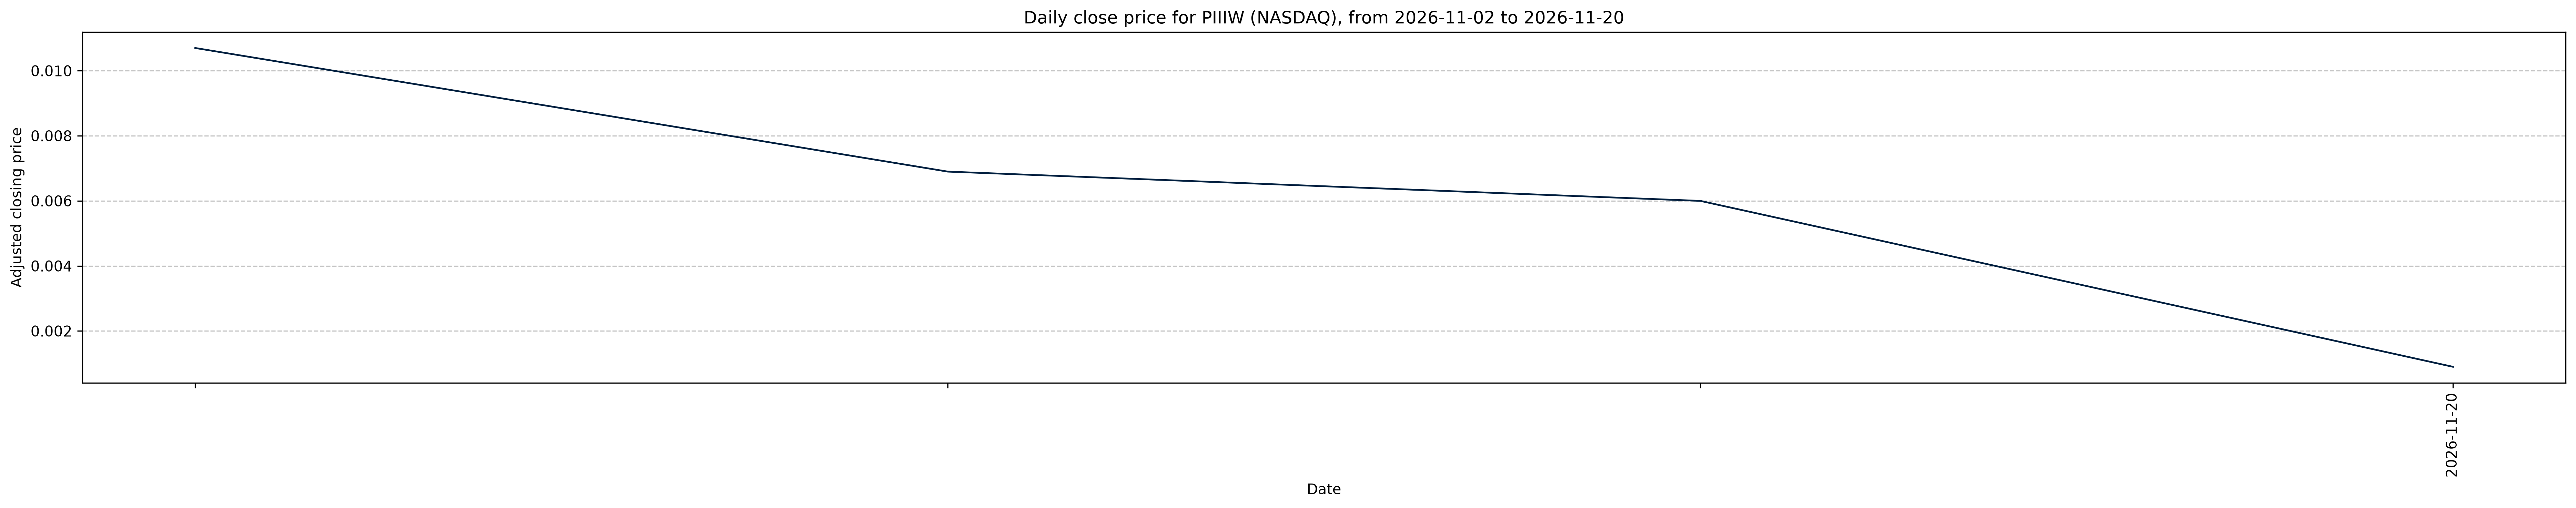 Daily close price for PIIIW (NASDAQ), from 2026-11-02 to 2026-11-20
Adjusted closing price
0.010
0.008
0.006
0.004
0.002
2026-11-20
Date